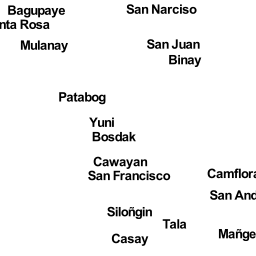 Bagupaye
San Narciso
nta Rosa
Mulanay
San Juan
Binay
Patabog
Yuni
Bosdak
Cawayan
San Francisco
Camflora
San And
Siloñgin
Tala
Casay
Mañge